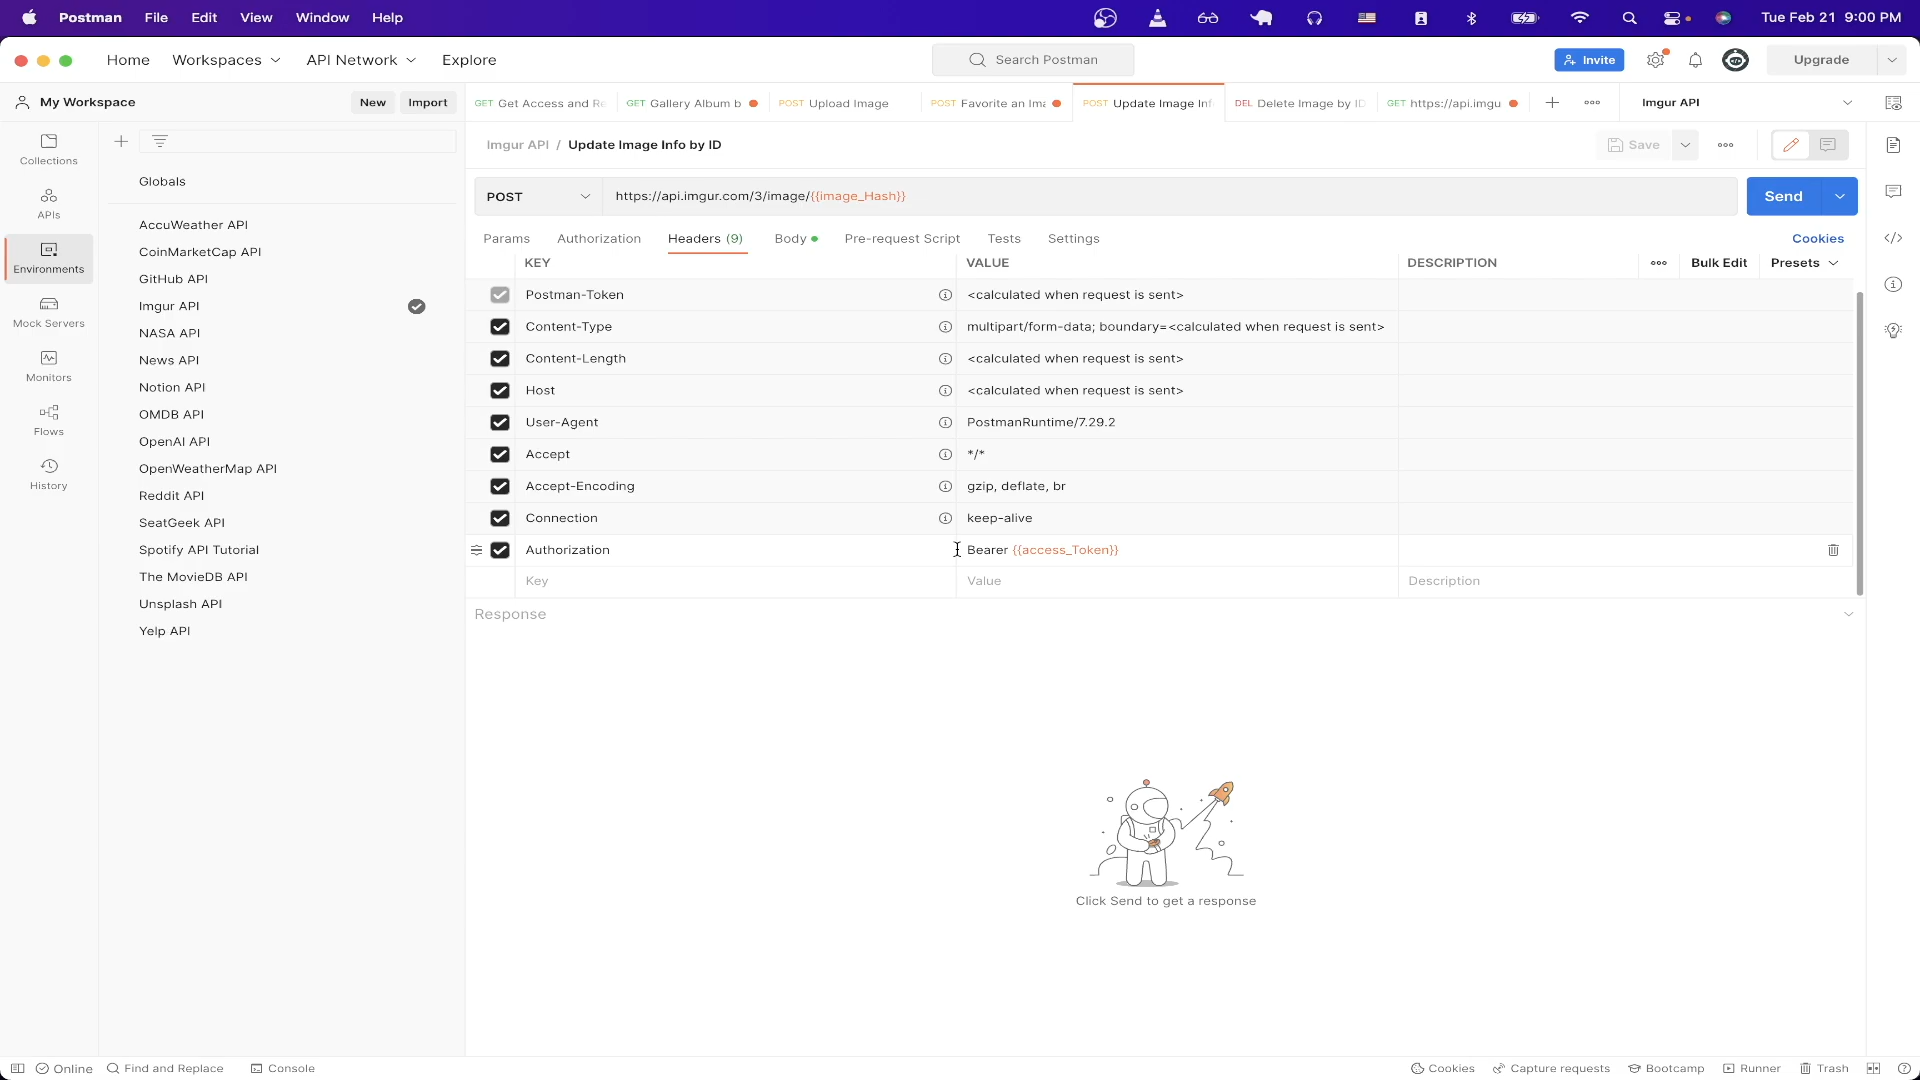 Postman File Edit View Window Help Tue Feb 21 9:00 PM
Home Workspaces API Network Explore Search Postman Invite Upgrade
My Workspace New Import GET Get Access and Re GET Gallery Album b POST Upload Image POST Favorite an Ima POST Update Image Inf DEL Delete Image by ID GET https://api.imgu Imgur API
Imgur API / Update Image Info by ID Save
POST https://api.imgur.com/3/image/{{image_Hash}} Send
Params Authorization Headers (9) Body Pre-request Script Tests Settings Cookies
KEY VALUE DESCRIPTION Bulk Edit Presets
Postman-Token <calculated when request is sent>
Content-Type multipart/form-data; boundary=<calculated when request is sent>
Content-Length <calculated when request is sent>
Host <calculated when request is sent>
User-Agent PostmanRuntime/7.29.2
Accept */*
Accept-Encoding gzip, deflate, br
Connection keep-alive
Authorization Bearer {{access_Token}}
Key Value Description
Response
Click Send to get a response
Collections
APIs
Environments
Mock Servers
Monitors
Flows
History
Globals
AccuWeather API
CoinMarketCap API
GitHub API
Imgur API
NASA API
News API
Notion API
OMDB API
OpenAI API
OpenWeatherMap API
Reddit API
SeatGeek API
Spotify API Tutorial
The MovieDB API
Unsplash API
Yelp API
Online Find and Replace Console Cookies Capture requests Bootcamp Runner Trash